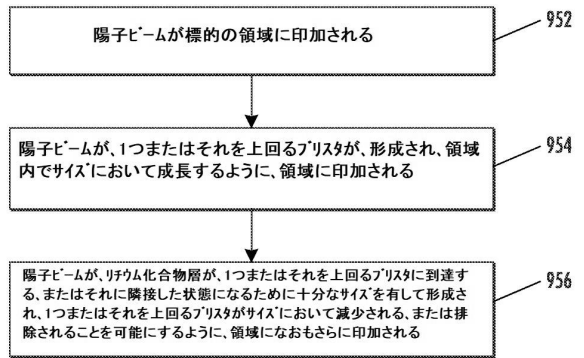 陽子ビームが標的の領域に印加される
952
陽子ビームが、1つまたはそれを上回るブリスタが、形成され、領域
内でサイズにおいて成長するように、領域に印加される
954
陽子ビームが、リチウム化合物層が、1つまたはそれを上回るブリスタに到達す
る、またはそれに隣接した状態になるために十分なサイズを有して形成さ
れ、1つまたはそれを上回るブリスタがサイズにおいて減少される、または排
除されることを可能にするように、領域になおもさらに印加される
956